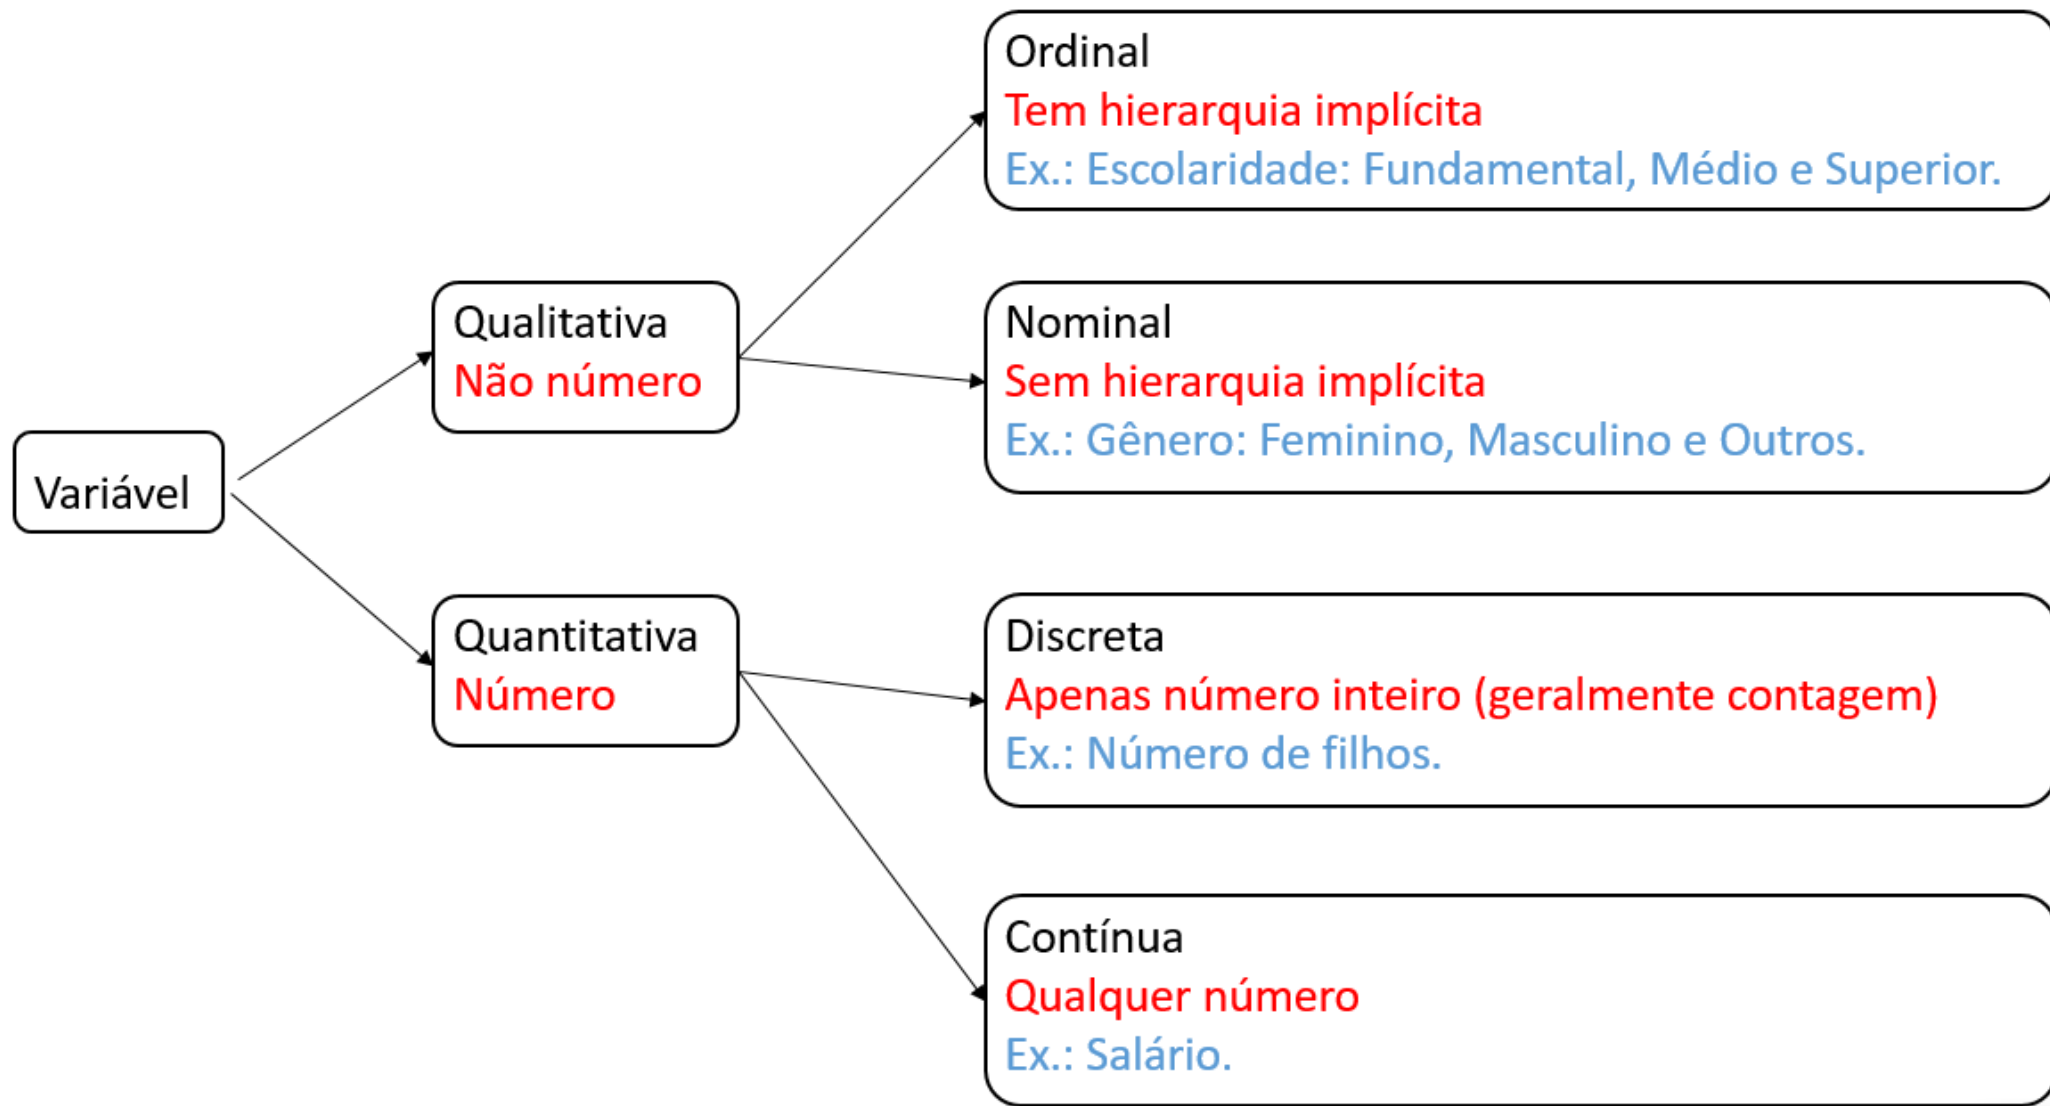 Variável
Qualitativa
Não número
Quantitativa
Número
Ordinal
Tem hierarquia implícita
Ex.: Escolaridade: Fundamental, Médio e Superior.
Nominal
Sem hierarquia implícita
Ex.: Gênero: Feminino, Masculino e Outros.
Discreta
Apenas número inteiro (geralmente contagem)
Ex.: Número de filhos.
Contínua
Qualquer número
Ex.: Salário.